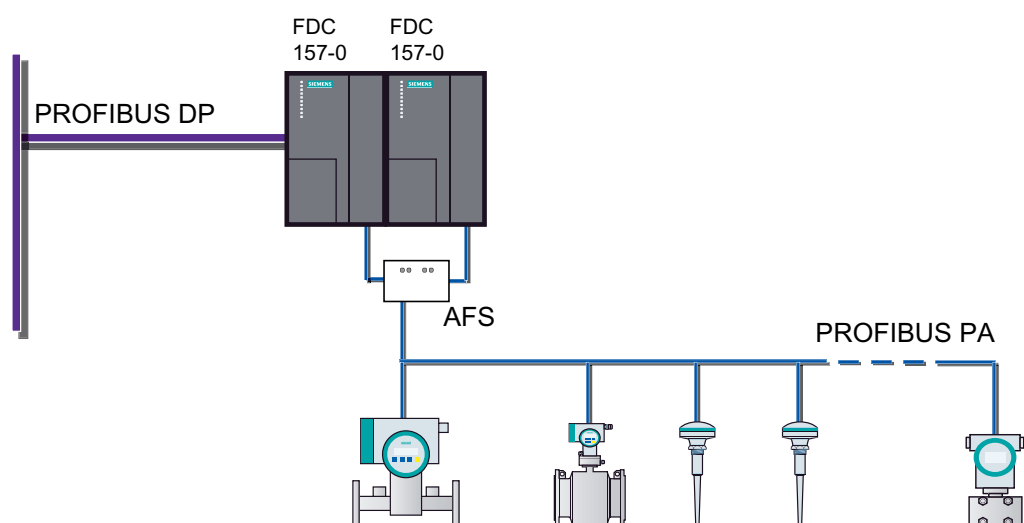 FDC
157-0
FDC
157-0
SIEMENS
SIEMENS
PROFIBUS DP
AFS
PROFIBUS PA